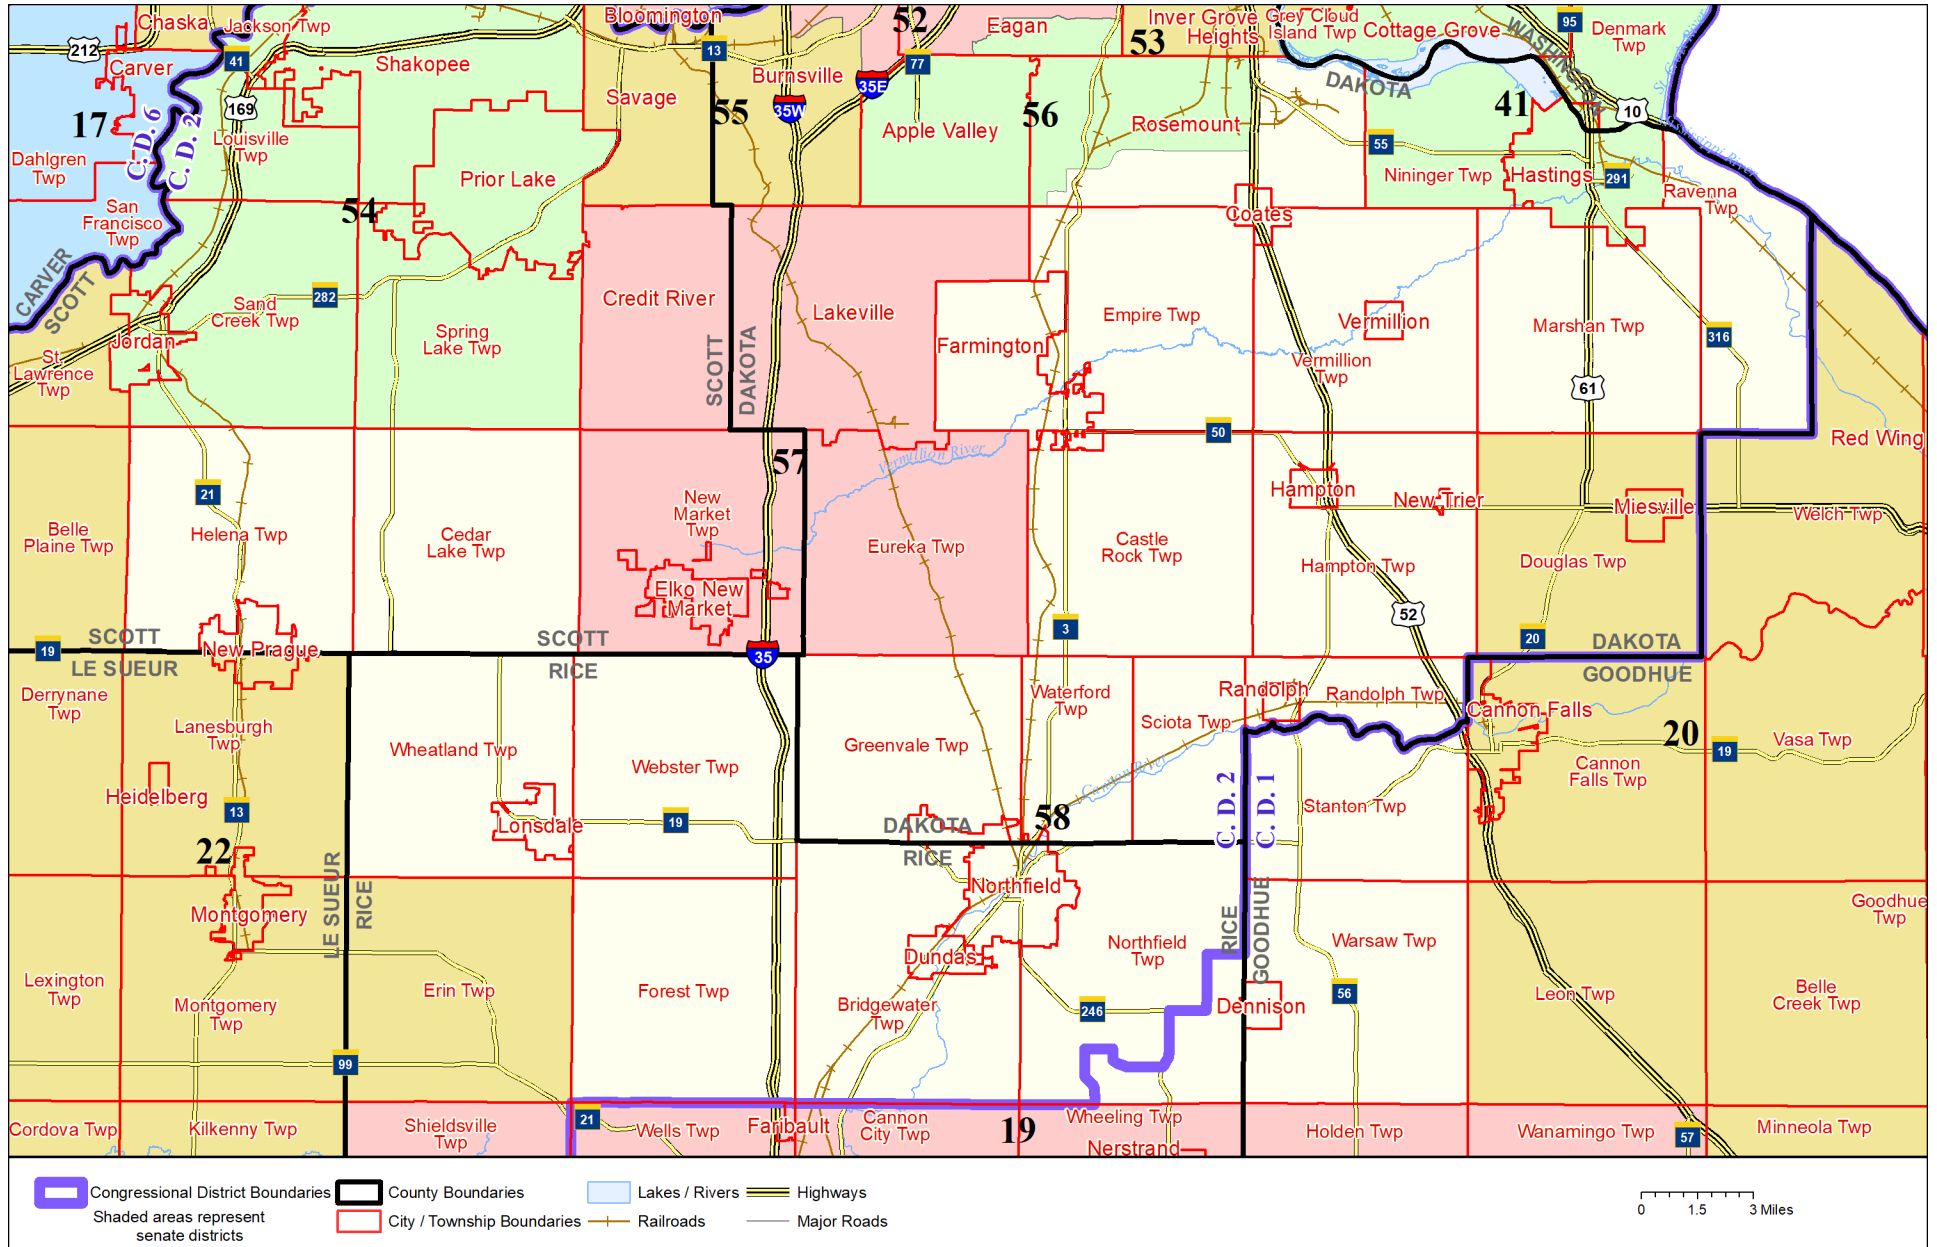 Chaska
Jackson Twp
Bloomington
52
Eagan
53
Inver Grove
Heights
Grey Cloud
Island Twp
Cottage Grove
WASHINGTON
95
Denmark
Twp
212
41
Carver
Shakopee
13
77
Burnsville
35E
DAKOTA
17
169
Savage
55
35W
56
41
10
C. D. 6
C. D. 2
Louisville
Twp
Apple Valley
Rosemount
55
Mississippi River
Dahlgren
Twp
Prior Lake
Nininger Twp
Hastings
291
Ravenna
Twp
San
Francisco
Twp
54
Coates
CARVER
SCOTT
Sand
Creek Twp
282
Credit River
Lakeville
Empire Twp
Vermillion
Marshan Twp
316
Jordan
Spring
Lake Twp
Farmington
SCOTT
DAKOTA
Vermillion
Twp
St.
Lawrence
Twp
61
50
Red Wing
57
Vermillion River
21
Hampton
New Trier
Miesville
Welch Twp
New
Market
Twp
Belle
Plaine Twp
Helena Twp
Cedar
Lake Twp
Eureka Twp
Castle
Rock Twp
Hampton Twp
Douglas Twp
Elko New
Market
52
3
20
19
SCOTT
LE SUEUR
New Prague
SCOTT
RICE
35
DAKOTA
GOODHUE
Derrynane
Twp
Waterford
Twp
Randolph
Randolph Twp
Cannon Falls
Lanesburgh
Twp
Wheatland Twp
Greenvale Twp
Sciota Twp
20
19
Vasa Twp
Webster Twp
Cannon River
C. D. 2
C. D. 1
Cannon
Falls Twp
Heidelberg
13
Lonsdale
19
Stanton Twp
DAKOTA
RICE
58
22
LE SUEUR
RICE
Northfield
Montgomery
RICE
GOODHUE
Goodhue
Twp
Dundas
Northfield
Twp
Warsaw Twp
Lexington
Twp
Montgomery
Twp
Erin Twp
Forest Twp
Bridgewater
Twp
246
Dennison
56
Leon Twp
Belle
Creek Twp
99
Cordova Twp
Kilkenny Twp
Shieldsville
Twp
21
Wells Twp
Faribault
Cannon
City Twp
19
Wheeling Twp
Nerstrand
Holden Twp
Wanamingo Twp
57
Minneola Twp
Congressional District Boundaries
County Boundaries
Lakes / Rivers
Highways
Shaded areas represent
senate districts
City / Township Boundaries
Railroads
Major Roads
0 1.5 3 Miles